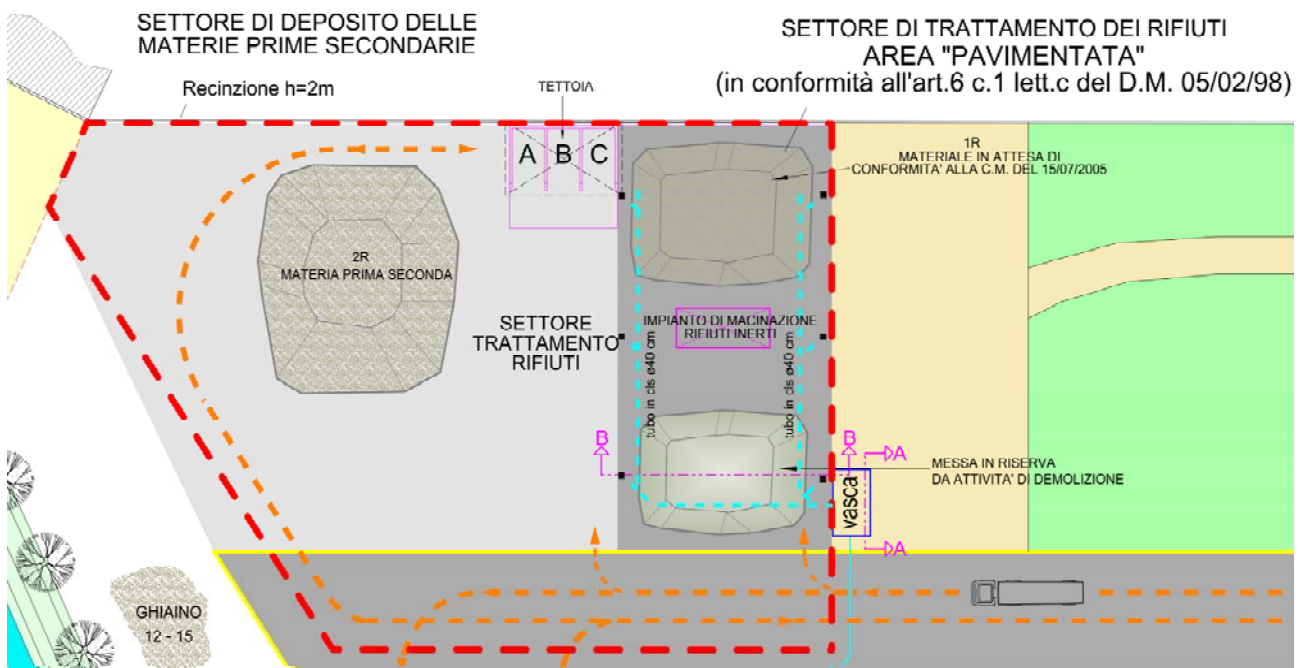 SETTORE DI DEPOSITO DELLE
MATERIE PRIME SECONDARIE
SETTORE DI TRATTAMENTO DEI RIFIUTI
AREA "PAVIMENTATA"
(in conformità all'art.6 c.1 lett.c del D.M. 05/02/98)
Recinzione h=2m
TETTOIA
A B C
1R
MATERIALE IN ATTESA DI
CONFORMITA' ALLA C.M. DEL 15/07/2005
2R
MATERIA PRIMA SECONDA
SETTORE
TRATTAMENTO
RIFIUTI
IMPIANTO DI MACINAZIONE
RIFIUTI INERTI
tubo in cls ø40 cm
tubo in cls ø40 cm
B
B
A
MESSA IN RISERVA
DA ATTIVITA' DI DEMOLIZIONE
vasca
A
GHIAINO
12 - 15